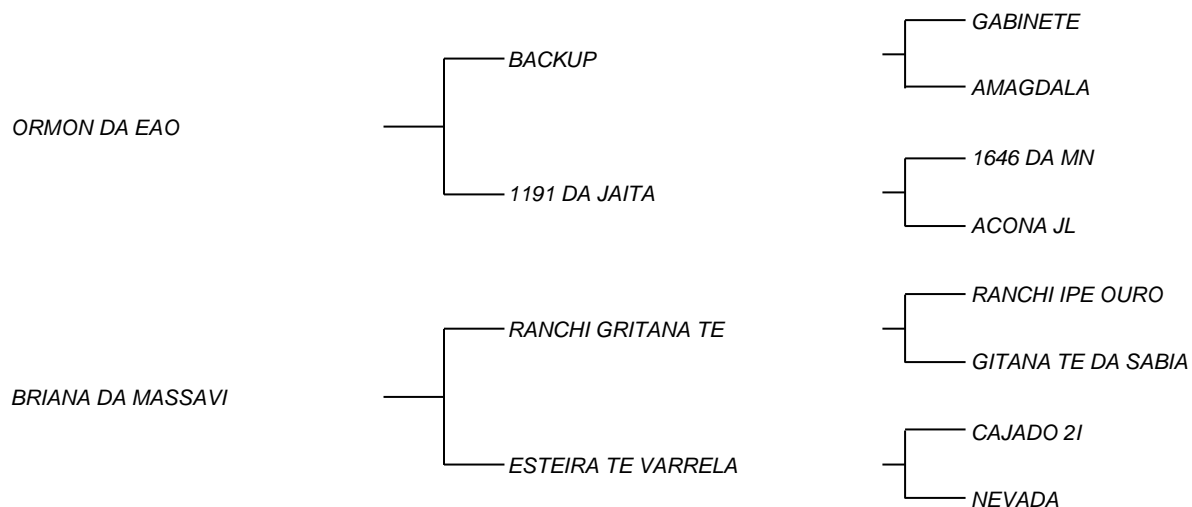 GABINETE
BACKUP
AMAGDALA
ORMON DA EAO
1646 DA MN
1191 DA JAITA
ACONA JL
RANCHI IPE OURO
RANCHI GRITANA TE
GITANA TE DA SABIA
BRIANA DA MASSAVI
CAJADO 2I
ESTEIRA TE VARRELA
NEVADA